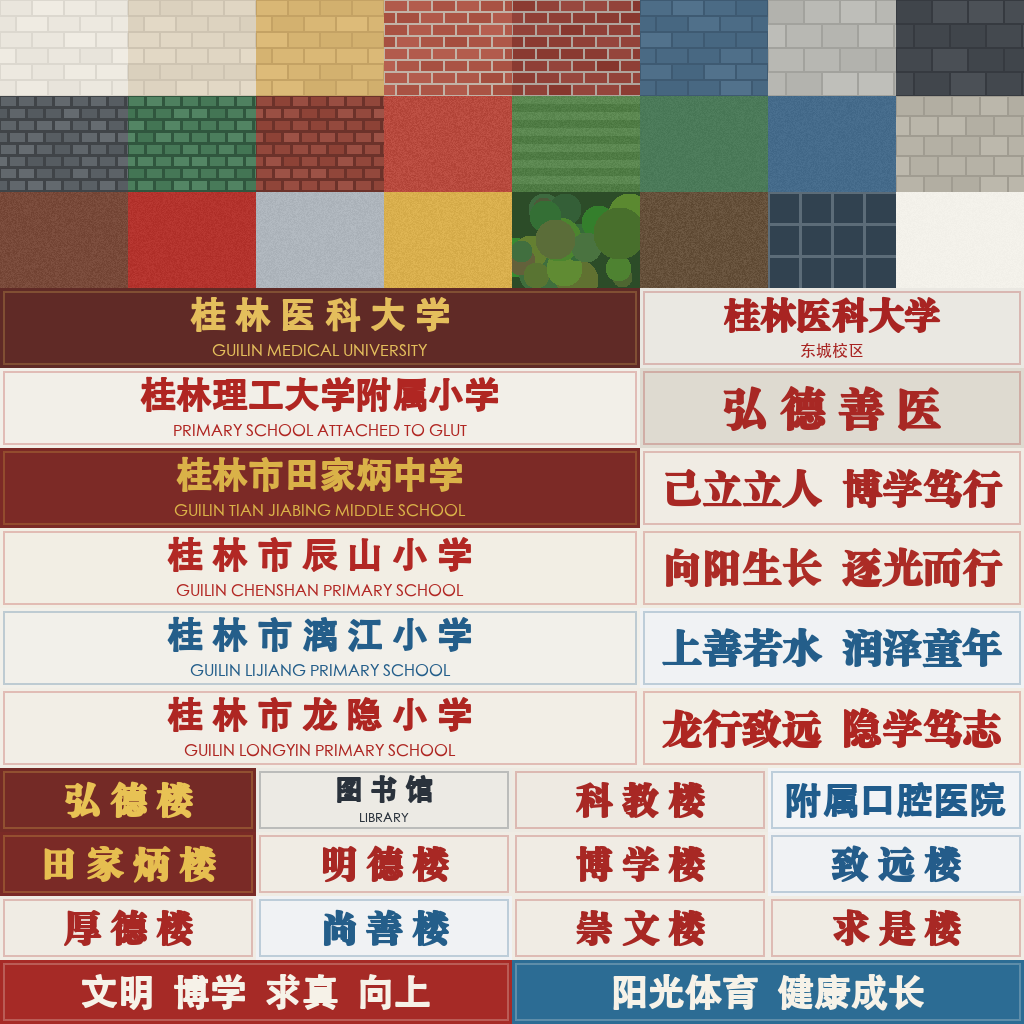 桂林医科大学
GUILIN MEDICAL UNIVERSITY
桂林医科大学
东城校区
桂林理工大学附属小学
PRIMARY SCHOOL ATTACHED TO GLUT
弘德善医
桂林市田家炳中学
GUILIN TIAN JIABING MIDDLE SCHOOL
己立立人 博学笃行
桂林市辰山小学
GUILIN CHENSHAN PRIMARY SCHOOL
向阳生长 逐光而行
桂林市漓江小学
GUILIN LIJIANG PRIMARY SCHOOL
上善若水 润泽童年
桂林市龙隐小学
GUILIN LONGYIN PRIMARY SCHOOL
龙行致远 隐学笃志
弘德楼
图书馆
LIBRARY
科教楼
附属口腔医院
田家炳楼
明德楼
博学楼
致远楼
厚德楼
尚善楼
崇文楼
求是楼
文明 博学 求真 向上
阳光体育 健康成长